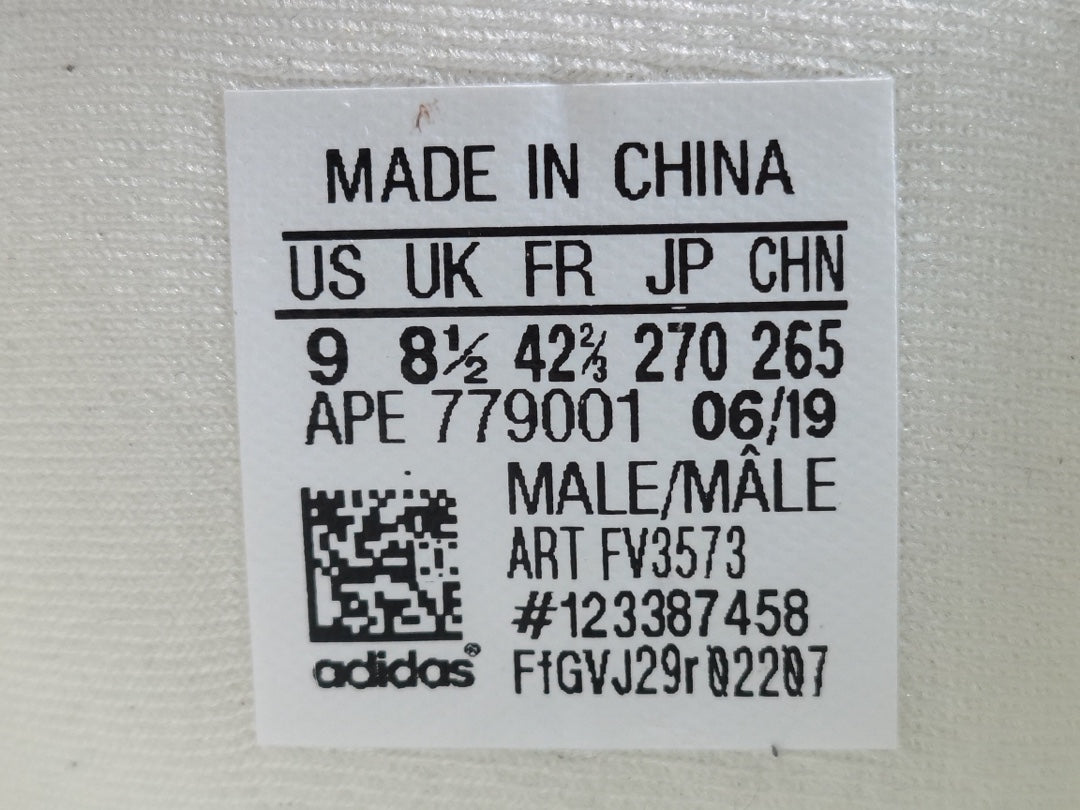 MADE IN CHINA
US UK FR JP CHN
9 8½ 42⅔ 270 265
APE 779001 06/19
MALE/MÂLE
ART FV3573
#123387458
adidas® FfGVJ29r02207